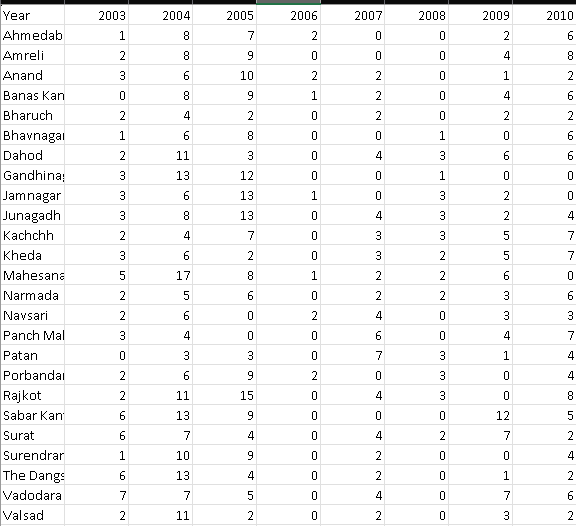 Year 2003 2004 2005 2006 2007 2008 2009 2010
Ahmedab 1 8 7 2 0 0 2 6
Amreli 2 8 9 0 0 0 4 8
Anand 3 6 10 2 2 0 1 2
Banas Kan 0 8 9 1 2 0 4 6
Bharuch 2 4 2 0 2 0 2 2
Bhavnagar 1 6 8 0 0 1 0 6
Dahod 2 11 3 0 4 3 6 6
Gandhinag 3 13 12 0 0 1 0 0
Jamnagar 3 6 13 1 0 3 2 0
Junagadh 3 8 13 0 4 3 2 4
Kachchh 2 4 7 0 3 3 5 7
Kheda 3 6 2 0 3 2 5 7
Mahesana 5 17 8 1 2 2 6 0
Narmada 2 5 6 0 2 2 3 6
Navsari 2 6 0 2 4 0 3 3
Panch Mal 3 4 0 0 6 0 4 7
Patan 0 3 3 0 7 3 1 4
Porbandar 2 6 9 2 0 3 0 4
Rajkot 2 11 15 0 4 3 0 8
Sabar Kan 6 13 9 0 0 0 12 5
Surat 6 7 4 0 4 2 7 2
Surendran 1 10 9 0 2 0 0 4
The Dangs 6 13 4 0 2 0 1 2
Vadodara 7 7 5 0 4 0 7 6
Valsad 2 11 2 0 2 0 3 2